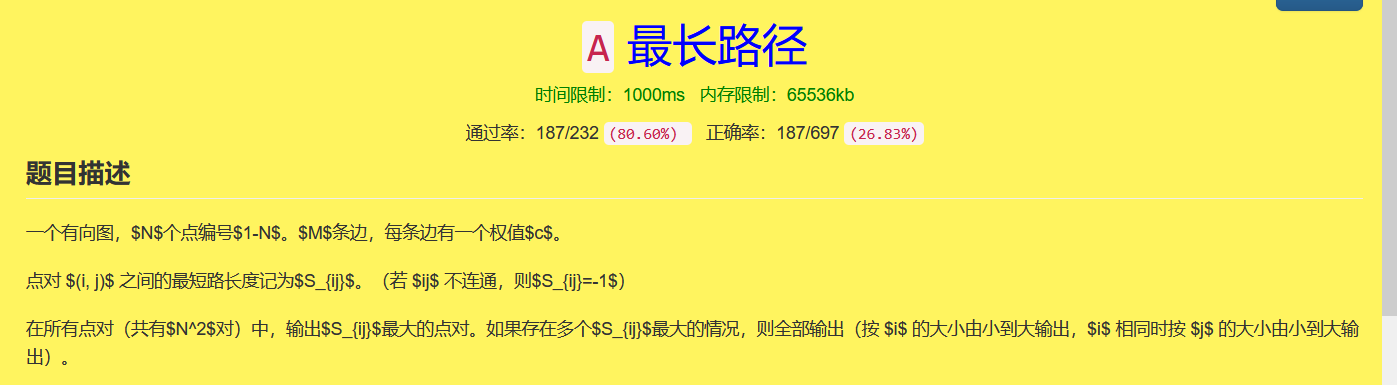 A 最长路径
时间限制：1000ms 内存限制：65536kb
通过率：187/232 (80.60%) 正确率：187/697 (26.83%)
题目描述
一个有向图，$N$个点编号$1-N$。$M$条边，每条边有一个权值$c$。
点对 $(i, j)$ 之间的最短路长度记为$S_{ij}$。（若 $ij$ 不连通，则$S_{ij}=-1$）
在所有点对（共有$N^2$对）中，输出$S_{ij}$最大的点对。如果存在多个$S_{ij}$最大的情况，则全部输出（按 $i$ 的大小由小到大输出，$i$ 相同时按 $j$ 的大小由小到大输
出）。